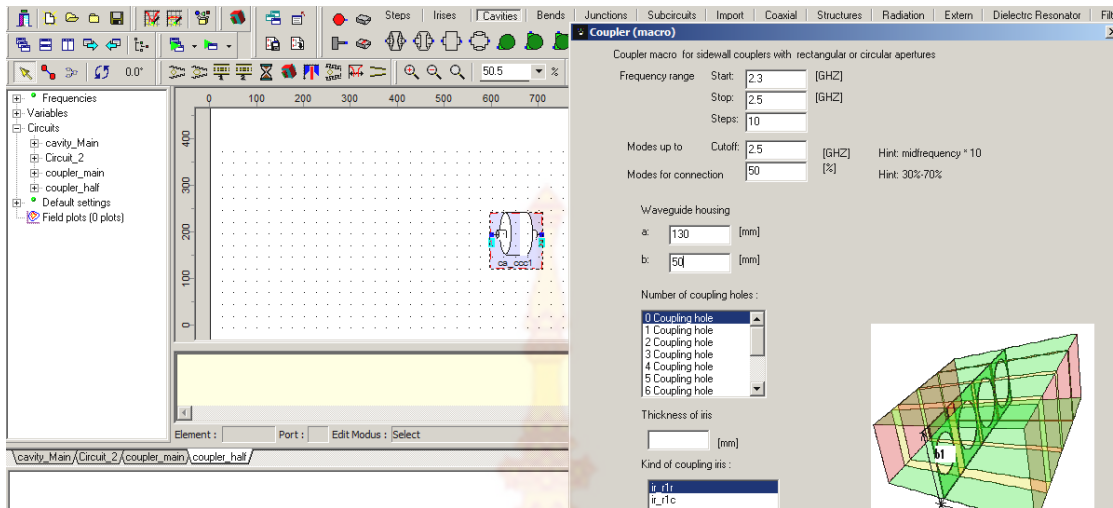 Steps Irises Cavities Bends Junctions Subcircuits Import Coaxial Structures Radiation Extern Dielectrc Resonator
0.0° 50.5 %
Frequencies
Variables
Circuits
cavity_Main
Circuit_2
coupler_main
coupler_half
Default settings
Field plots (0 plots)
0 100 200 300 400 500 600 700
400
300
200
100
0
ca_ccc1
Element : Port : Edit Modus : Select
cavity_Main Circuit_2 coupler_main coupler_half
Coupler (macro)
Coupler macro for sidewall couplers with rectangular or circular apertures
Frequency range Start: 2.3 [GHZ]
Stop: 2.5 [GHZ]
Steps: 10
Modes up to Cutoff: 2.5 [GHZ] Hint: midfrequency * 10
Modes for connection 50 [%] Hint: 30%-70%
Waveguide housing
a: 130 [mm]
b: 50 [mm]
Number of coupling holes :
0 Coupling hole
1 Coupling hole
2 Coupling hole
3 Coupling hole
4 Coupling hole
5 Coupling hole
6 Coupling hole
Thickness of iris
[mm]
Kind of coupling iris :
ir_r1r
ir_r1c
b1